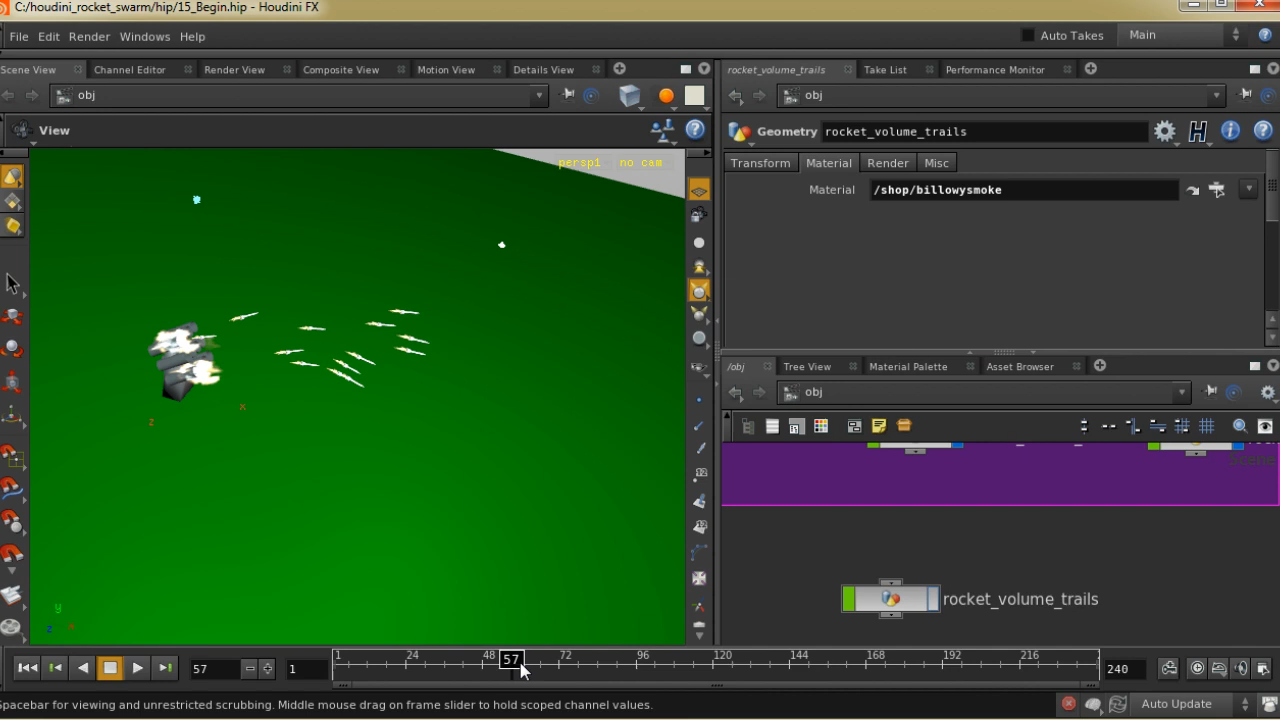 C:/houdini_rocket_swarm/hip/15_Begin.hip - Houdini FX
File Edit Render Windows Help
Auto Takes Main
Scene View Channel Editor Render View Composite View Motion View Details View
rocket_volume_trails Take List Performance Monitor
obj
obj
View
Geometry rocket_volume_trails
persp1 no cam
Transform Material Render Misc
Material /shop/billowysmoke
z
x
y
z
/obj Tree View Material Palette Asset Browser
obj
rocket_volume_trails
57 1
1 24 48 57 72 96 120 144 168 192 216
240
Spacebar for viewing and unrestricted scrubbing. Middle mouse drag on frame slider to hold scoped channel values.
Auto Update